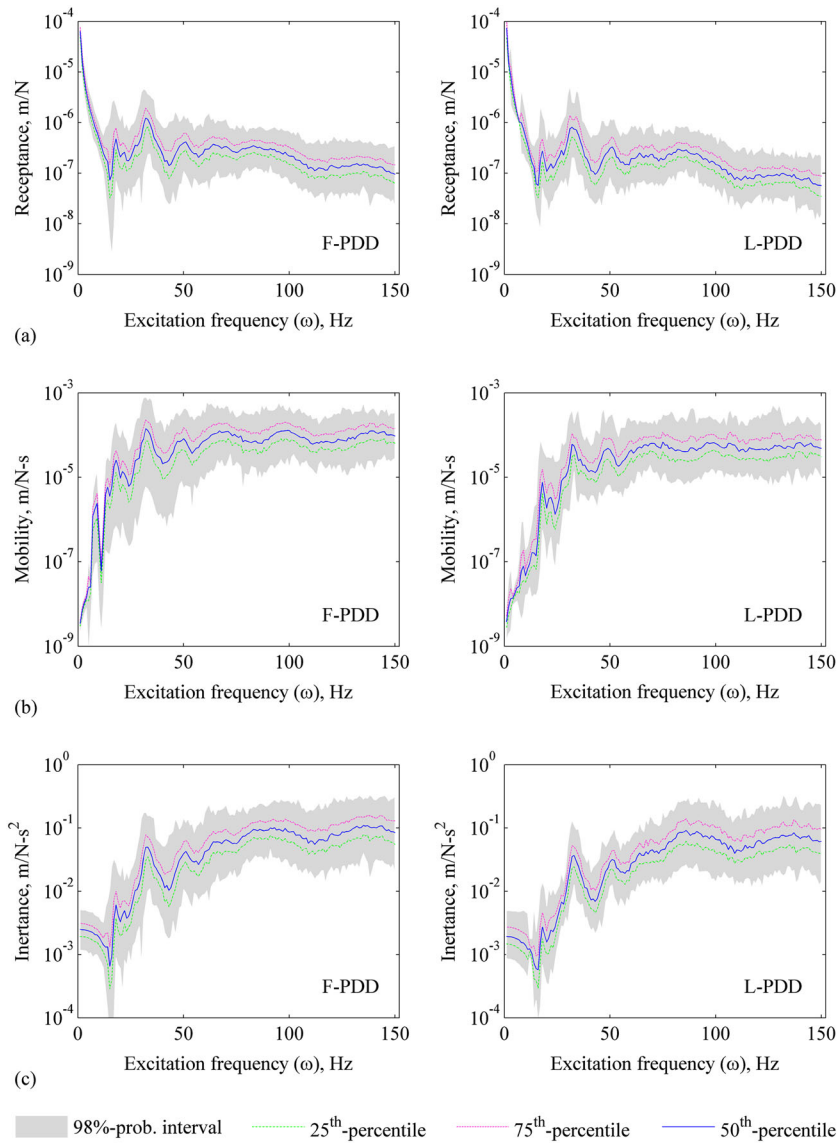 10^-4
10^-5
10^-6
10^-7
10^-8
10^-9
Receptance, m/N
F-PDD
0 50 100 150
Excitation frequency (ω), Hz
10^-4
10^-5
10^-6
10^-7
10^-8
10^-9
Receptance, m/N
L-PDD
0 50 100 150
Excitation frequency (ω), Hz
(a)
10^-3
10^-5
10^-7
10^-9
Mobility, m/N-s
F-PDD
0 50 100 150
Excitation frequency (ω), Hz
10^-3
10^-5
10^-7
10^-9
Mobility, m/N-s
L-PDD
0 50 100 150
Excitation frequency (ω), Hz
(b)
10^0
10^-1
10^-2
10^-3
10^-4
Inertance, m/N-s^2
F-PDD
0 50 100 150
Excitation frequency (ω), Hz
10^0
10^-1
10^-2
10^-3
10^-4
Inertance, m/N-s^2
L-PDD
0 50 100 150
Excitation frequency (ω), Hz
(c)
98%-prob. interval 25^th-percentile 75^th-percentile 50^th-percentile